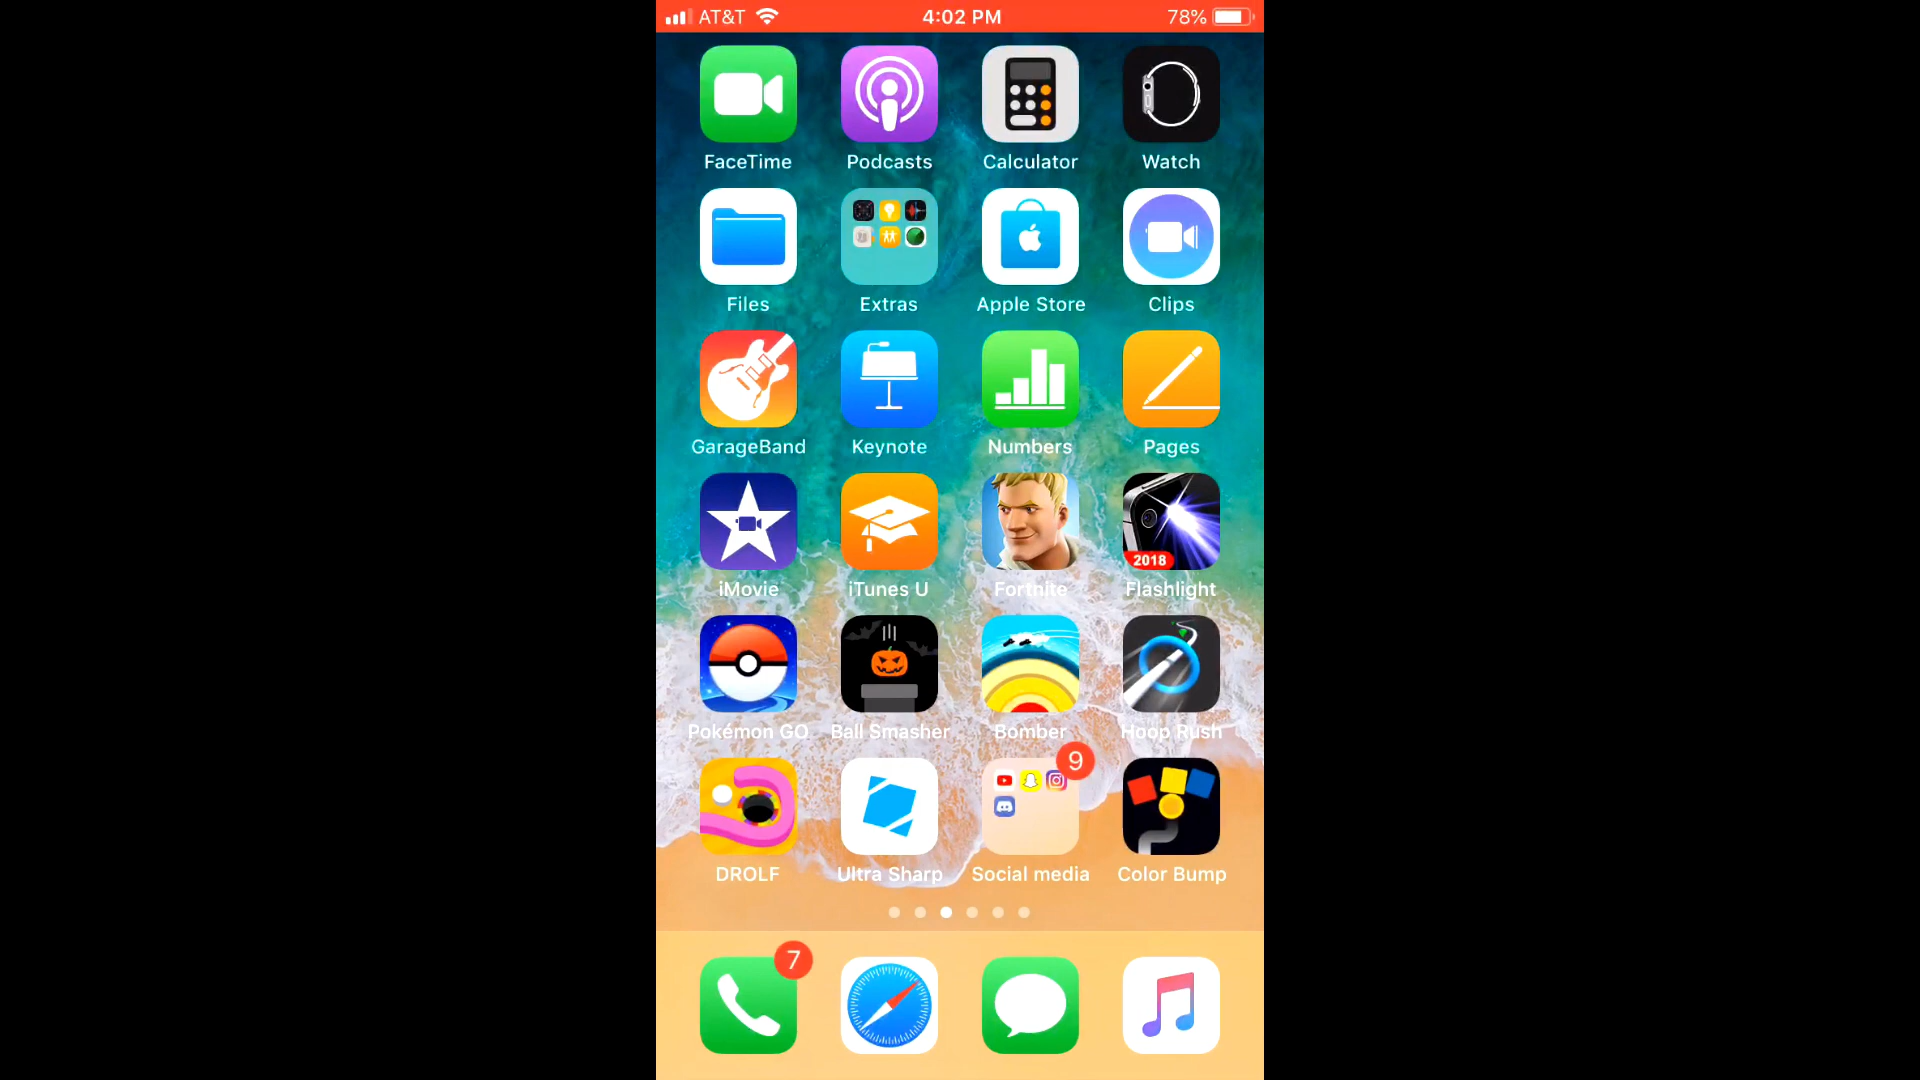 AT&T 4:02 PM 78%
FaceTime Podcasts Calculator Watch
Files Extras Apple Store Clips
GarageBand Keynote Numbers Pages
2018
iMovie iTunes U Fortnite Flashlight
Pokémon GO Ball Smasher Bomber Hoop Rush
9
DROLF Ultra Sharp Social media Color Bump
7